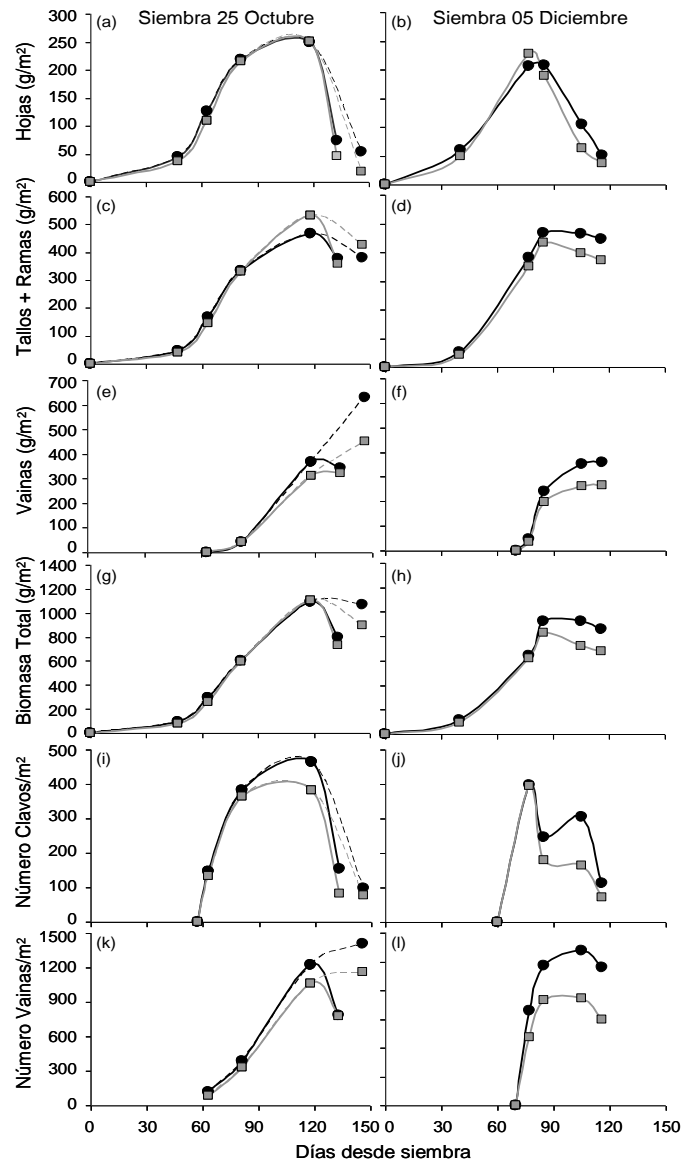 Siembra 25 Octubre
Siembra 05 Diciembre
(a)
(b)
Hojas (g/m²)
300
250
200
150
100
50
0
(c)
(d)
Tallos + Ramas (g/m²)
600
500
400
300
200
100
0
(e)
(f)
Vainas (g/m²)
700
600
500
400
300
200
100
0
(g)
(h)
Biomasa Total (g/m²)
1400
1200
1000
800
600
400
200
0
(i)
(j)
Número Clavos/m²
500
400
300
200
100
0
(k)
(l)
Número Vainas/m²
1500
1200
900
600
300
0
0 30 60 90 120 150
0 30 60 90 120 150
Días desde siembra